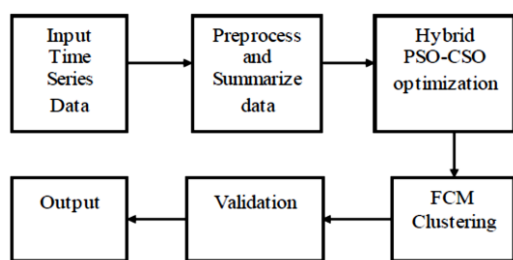 Input
Time
Series
Data
Preprocess
and
Summarize
data
Hybrid
PSO-CSO
optimization
FCM
Clustering
Validation
Output